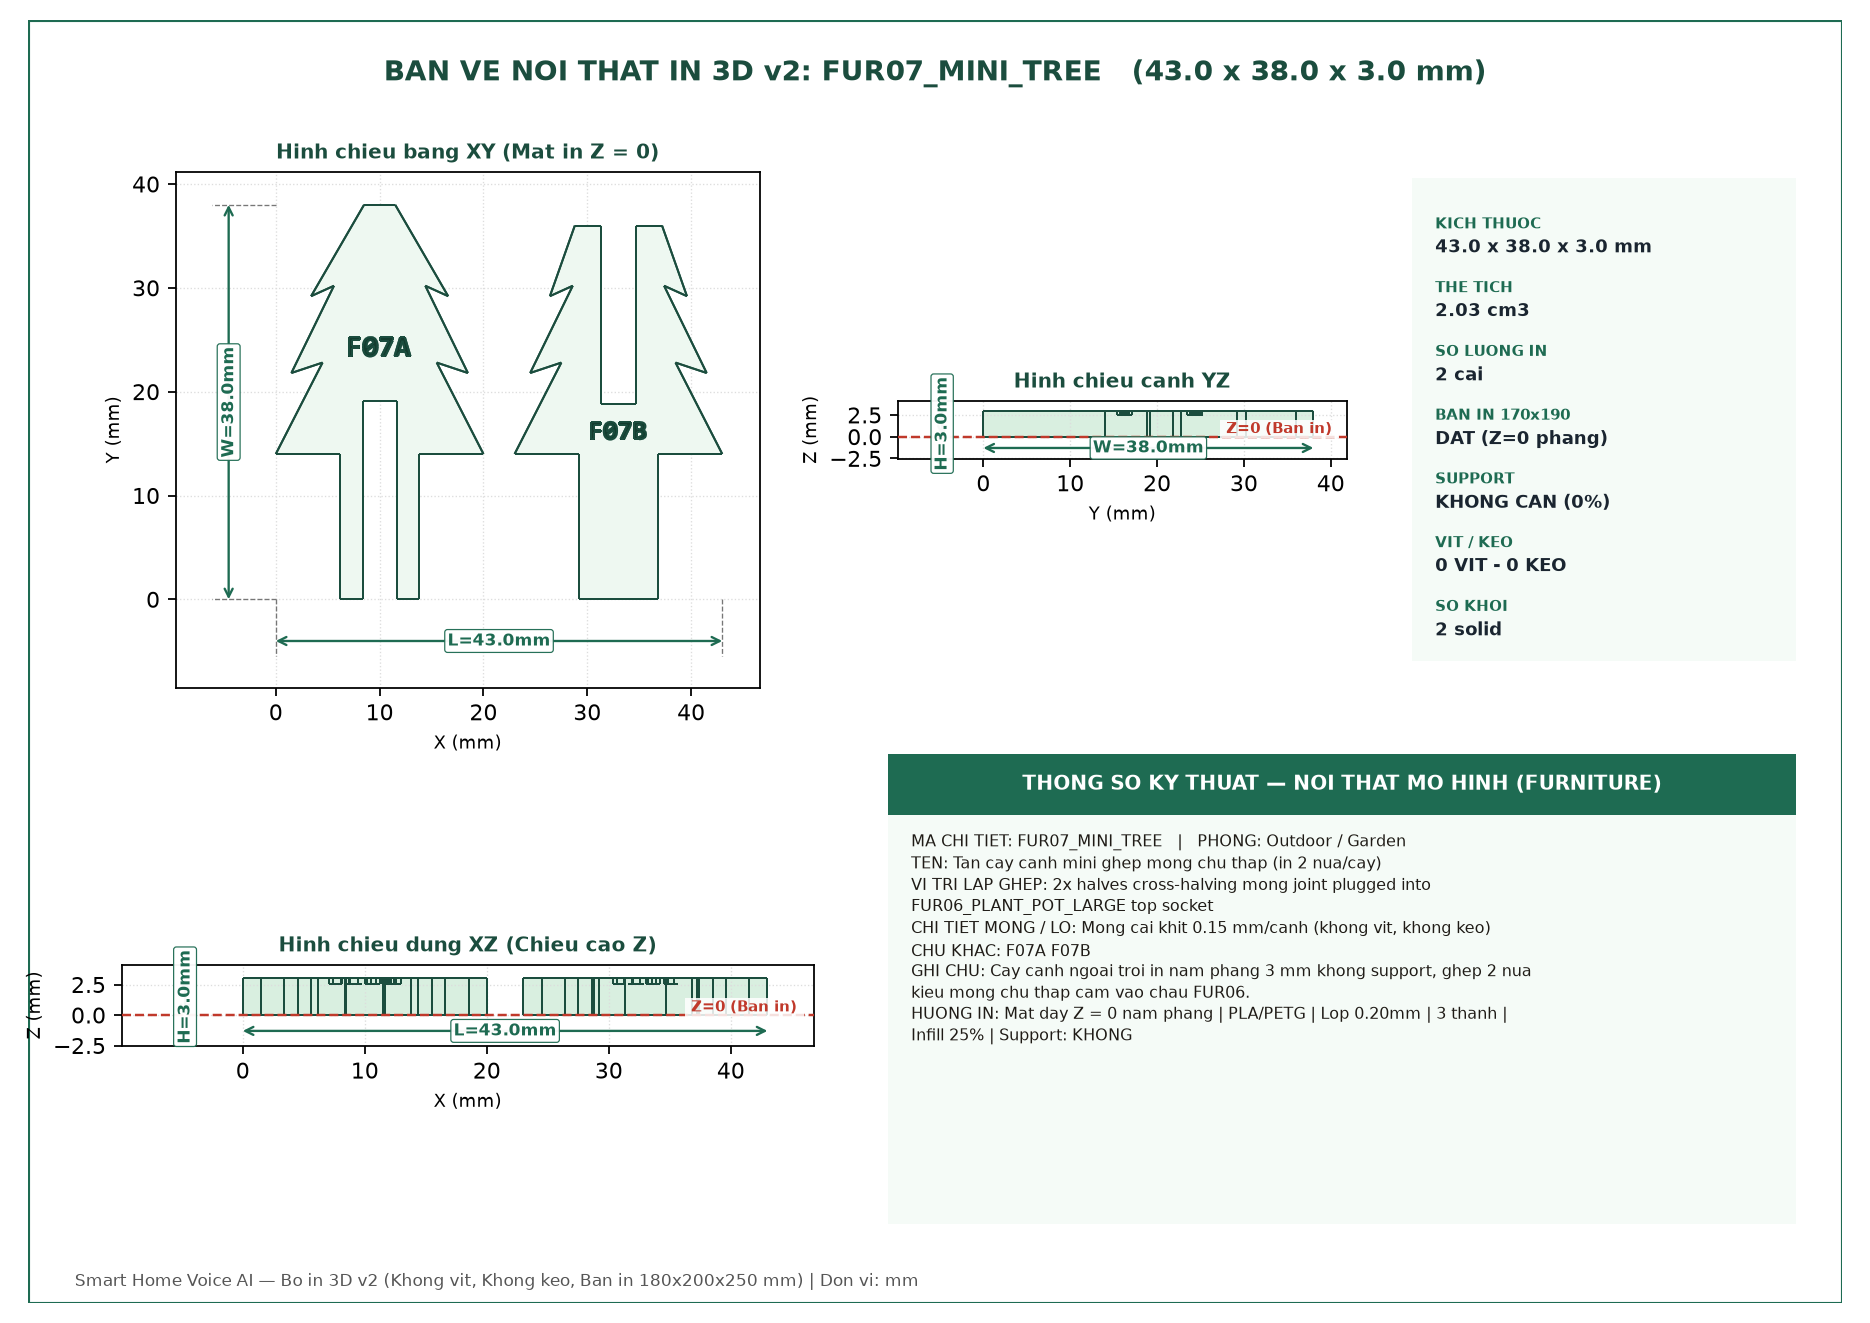 BAN VE NOI THAT IN 3D v2: FUR07_MINI_TREE (43.0 x 38.0 x 3.0 mm)
Hinh chieu bang XY (Mat in Z = 0)
40
30
20
10
0
Y (mm)
W=38.0mm
F07A
F07B
L=43.0mm
0 10 20 30 40
X (mm)
Hinh chieu canh YZ
2.5
0.0
−2.5
Z (mm)
H=3.0mm
Z=0 (Ban in)
W=38.0mm
0 10 20 30 40
Y (mm)
KICH THUOC
43.0 x 38.0 x 3.0 mm
THE TICH
2.03 cm3
SO LUONG IN
2 cai
BAN IN 170x190
DAT (Z=0 phang)
SUPPORT
KHONG CAN (0%)
VIT / KEO
0 VIT - 0 KEO
SO KHOI
2 solid
Hinh chieu dung XZ (Chieu cao Z)
2.5
0.0
−2.5
Z (mm)
H=3.0mm
Z=0 (Ban in)
L=43.0mm
0 10 20 30 40
X (mm)
THONG SO KY THUAT — NOI THAT MO HINH (FURNITURE)
MA CHI TIET: FUR07_MINI_TREE | PHONG: Outdoor / Garden
TEN: Tan cay canh mini ghep mong chu thap (in 2 nua/cay)
VI TRI LAP GHEP: 2x halves cross-halving mong joint plugged into
FUR06_PLANT_POT_LARGE top socket
CHI TIET MONG / LO: Mong cai khit 0.15 mm/canh (khong vit, khong keo)
CHU KHAC: F07A F07B
GHI CHU: Cay canh ngoai troi in nam phang 3 mm khong support, ghep 2 nua
kieu mong chu thap cam vao chau FUR06.
HUONG IN: Mat day Z = 0 nam phang | PLA/PETG | Lop 0.20mm | 3 thanh |
Infill 25% | Support: KHONG
Smart Home Voice AI — Bo in 3D v2 (Khong vit, Khong keo, Ban in 180x200x250 mm) | Don vi: mm